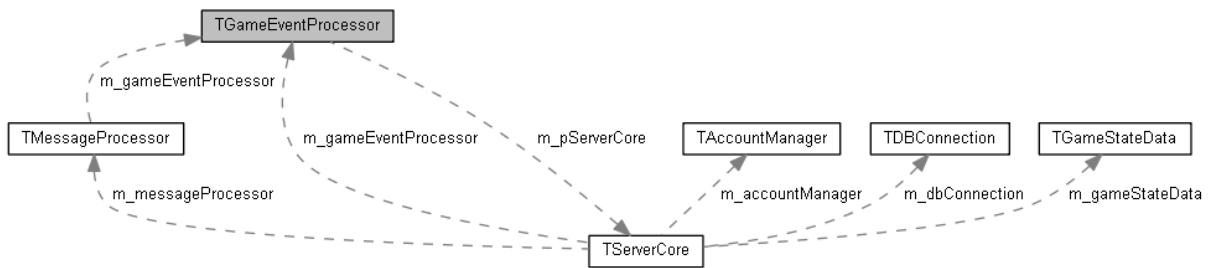 TGameEventProcessor
m_gameEventProcessor
TMessageProcessor
m_gameEventProcessor
m_pServerCore
TAccountManager
TDBConnection
TGameStateData
m_messageProcessor
m_accountManager
m_dbConnection
m_gameStateData
TServerCore